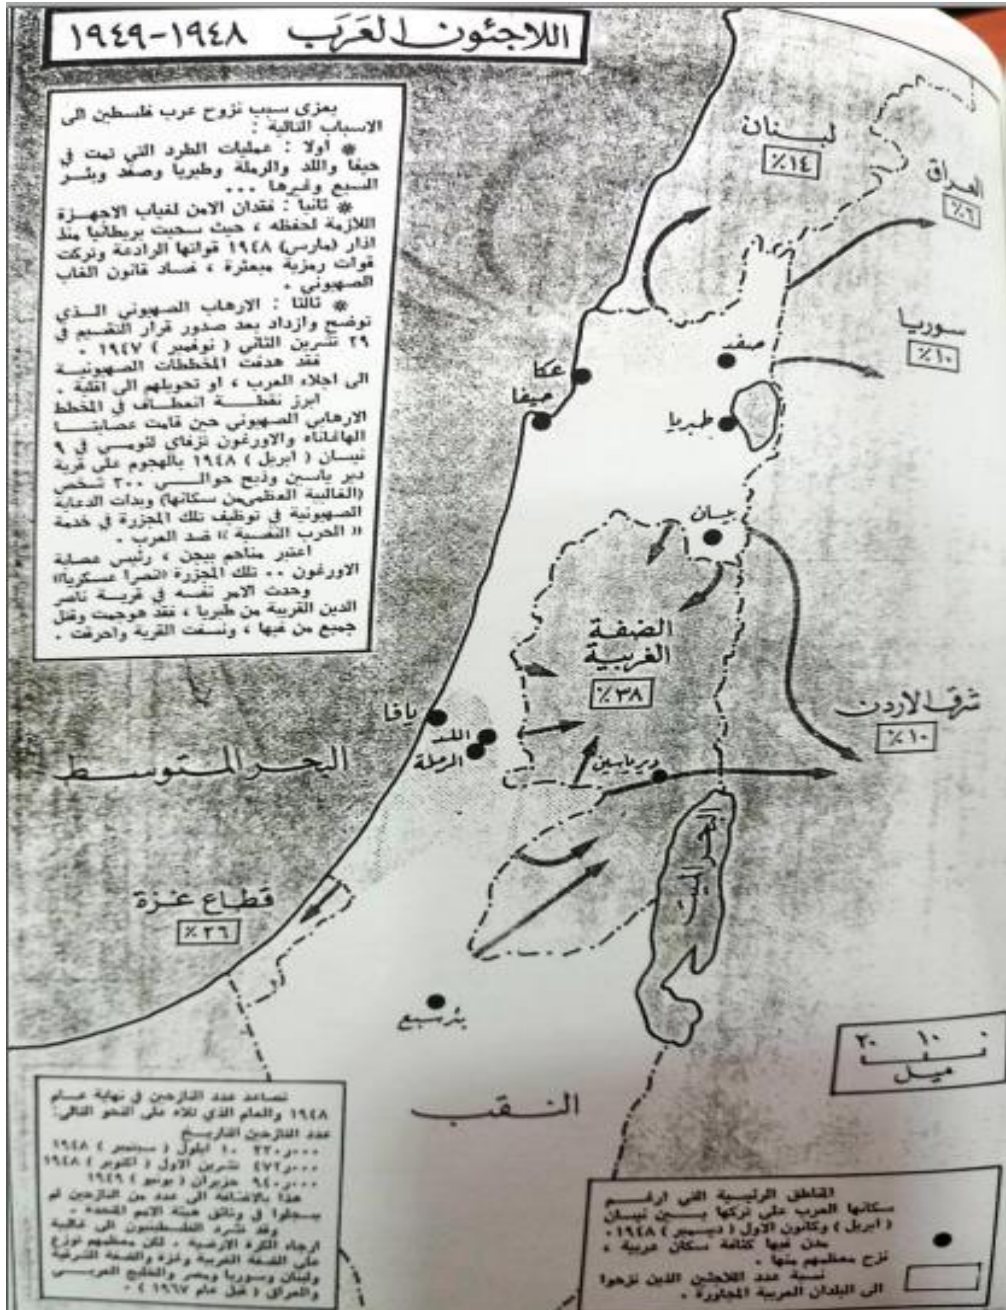 اللاجئون العَرَب ١٩٤٨-١٩٤٩
يعزى سبب نزوح عرب فلسطين الى
الاسباب التالية :
* اولا : عمليات الطرد التي تمت في
حيفا واللد والرملة وطبريا وصفد وبئر
السبع وغيرها ...
* ثانيا : فقدان الامن لغياب الاجهزة
اللازمة لحفظه ، حيث سحبت بريطانيا منذ
اذار (مارس) ١٩٤٨ قواتها الرادعة وتركت
قوات رمزية مبعثرة ، فساد قانون الغاب
الصهيوني .
* ثالثا : الارهاب الصهيوني الذي
توضح وازداد بعد صدور قرار التقسيم في
٢٩ تشرين الثاني ( نوفمبر ) ١٩٤٧ .
فقد هدفت المخططات الصهيونية
الى اجلاء العرب ، او تحويلهم الى اقلية .
ابرز نقطة انعطاف في المخطط
الارهابي الصهيوني حين قامت عصابتا
الهاغاناه والاورغون نزفاي لئومي في ٩
نيسان ( ابريل ) ١٩٤٨ بالهجوم على قرية
دير ياسين وذبح حوالي ٣٠٠ شخص
(الغالبية العظمى من سكانها) وبدأت الدعاية
الصهيونية في توظيف تلك المجزرة في خدمة
« الحرب النفسية » ضد العرب .
اعتبر مناحم بيجن ، رئيس عصابة
الاورغون .. تلك المجزرة «نصرا عسكريا»
وحدث الامر نفسه في قرية ناصر
الدين القريبة من طبريا ، فقد هوجمت وقتل
جميع من فيها ، ونسفت القرية واحرقت .
لبنان
٪١٤
العراق
سوريا
٪١٠
صفد
عكا
حيفا
طبريا
بيسان
الضفة
الغربية
٪٣٨
شرق الاردن
٪١٠
يافا
اللد
الرملة
ديرياسين
البحر المتوسط
البحر الميت
قطاع غزة
٪٢٦
بئرسبع
النقب
٢٠ ١٠ ٠
ميل
تصاعد عدد النازحين في نهاية عام
١٩٤٨ والعام الذي تلاه على النحو التالي:
عدد النازحين التاريخ
١٠ ايلول ( سبتمبر ) ١٩٤٨
٤٧٢٫٠٠٠ تشرين الاول ( اكتوبر ) ١٩٤٨
٩٤٠٫٠٠٠ حزيران ( يونيو ) ١٩٤٩
هذا بالاضافة الى عدد من النازحين لم
يسجلوا في وثائق هيئة الامم المتحدة .
وقد تشرد الفلسطينيون الى غالبية
ارجاء الكرة الارضية . لكن معظمهم توزع
على الضفة الغربية وغزة والضفة الشرقية
ولبنان وسوريا ومصر والخليج العربي
والعراق ( قبل عام ١٩٦٧ ) .
المناطق الرئيسية التي ارغم
سكانها العرب على تركها بين نيسان
( ابريل ) وكانون الاول ( ديسمبر ) ١٩٤٨ .
مدن فيها كثافة سكان عربية ،
نزح معظمهم منها .
نسبة عدد اللاجئين الذين نزحوا
الى البلدان العربية المجاورة .